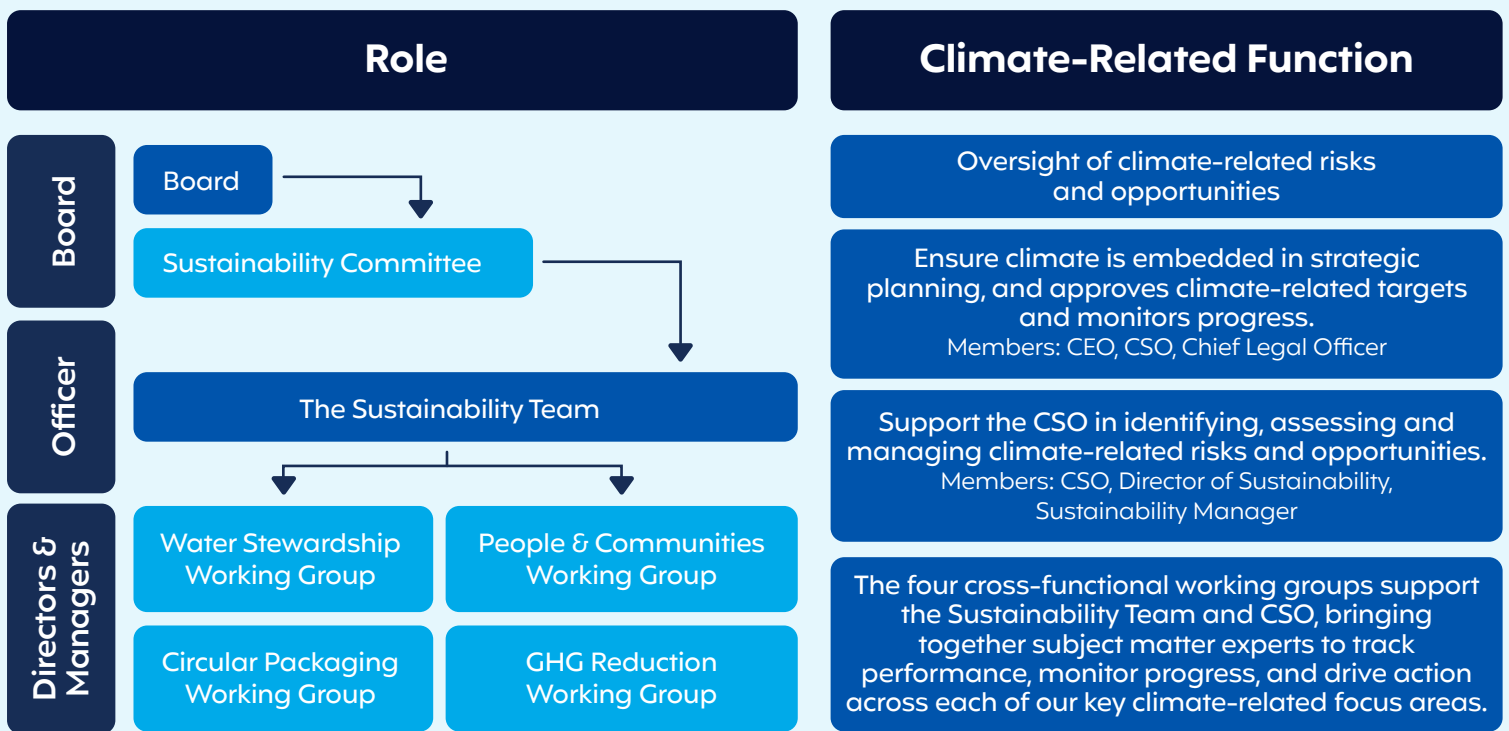 Role
Climate-Related Function
Board
Board
Sustainability Committee
Oversight of climate-related risks
and opportunities
Ensure climate is embedded in strategic
planning, and approves climate-related targets
and monitors progress.
Members: CEO, CSO, Chief Legal Officer
Officer
The Sustainability Team
Support the CSO in identifying, assessing and
managing climate-related risks and opportunities.
Members: CSO, Director of Sustainability,
Sustainability Manager
Directors &
Managers
Water Stewardship
Working Group
People & Communities
Working Group
Circular Packaging
Working Group
GHG Reduction
Working Group
The four cross-functional working groups support
the Sustainability Team and CSO, bringing
together subject matter experts to track
performance, monitor progress, and drive action
across each of our key climate-related focus areas.